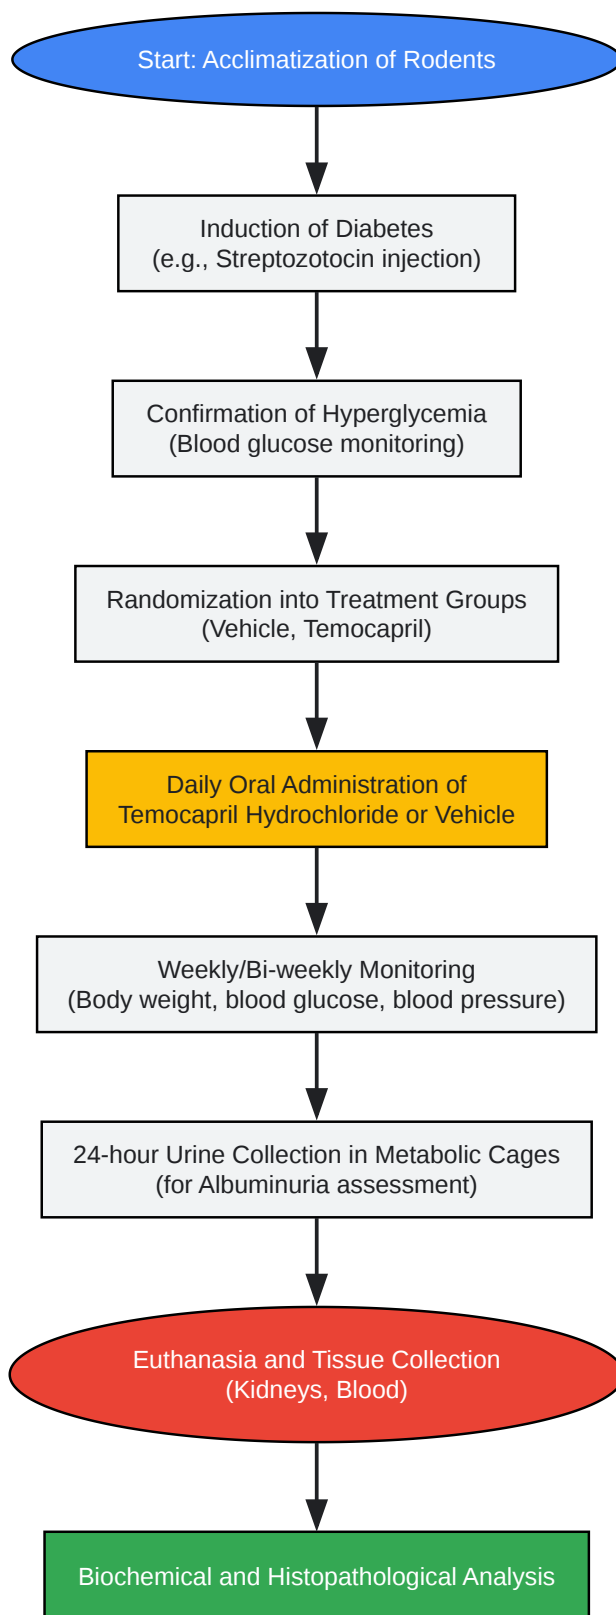 Start: Acclimatization of Rodents
Induction of Diabetes
(e.g., Streptozotocin injection)
Confirmation of Hyperglycemia
(Blood glucose monitoring)
Randomization into Treatment Groups
(Vehicle, Temocapril)
Daily Oral Administration of
Temocapril Hydrochloride or Vehicle
Weekly/Bi-weekly Monitoring
(Body weight, blood glucose, blood pressure)
24-hour Urine Collection in Metabolic Cages
(for Albuminuria assessment)
Euthanasia and Tissue Collection
(Kidneys, Blood)
Biochemical and Histopathological Analysis